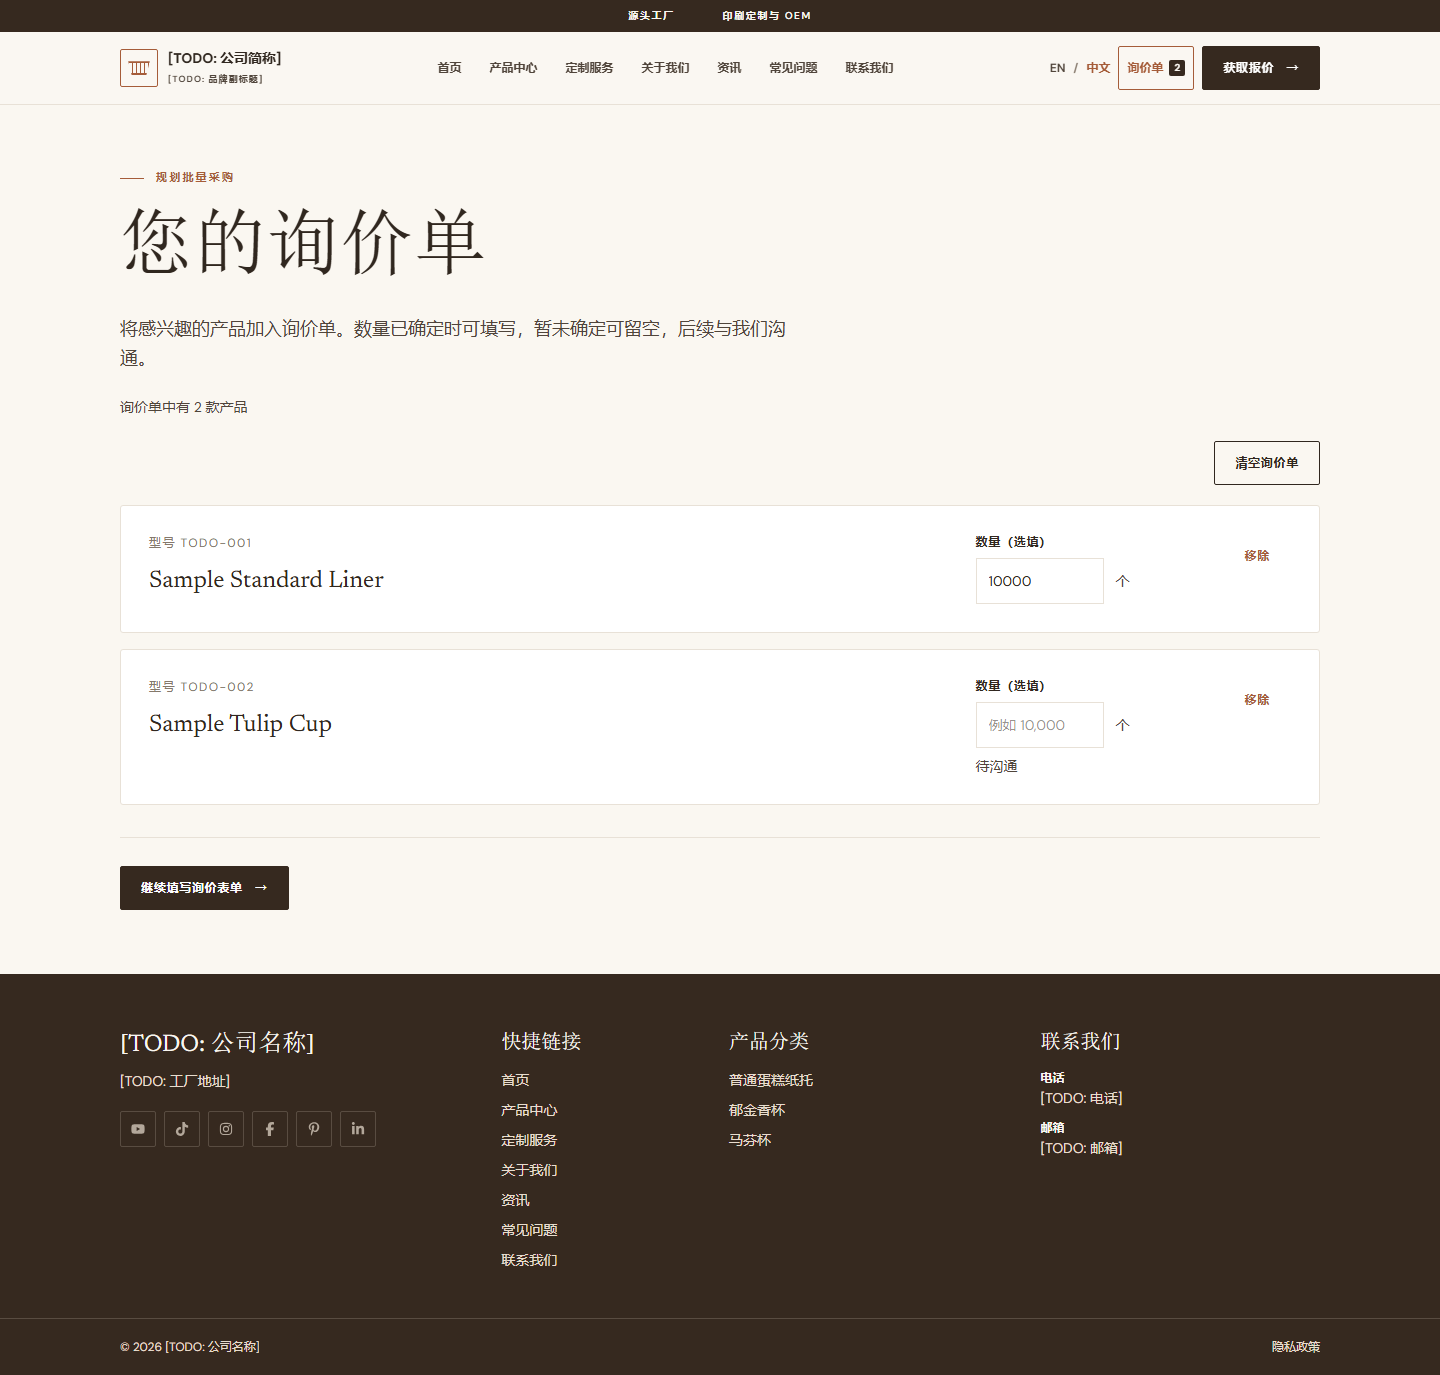 源头工厂 印刷定制与 OEM
[TODO: 公司简称]
[TODO: 品牌副标题]
首页 产品中心 定制服务 关于我们 资讯 常见问题 联系我们
EN / 中文 询价单 2 获取报价 →
规划批量采购
您的询价单
将感兴趣的产品加入询价单。数量已确定时可填写，暂未确定可留空，后续与我们沟
通。
询价单中有 2 款产品
清空询价单
型号 TODO-001
Sample Standard Liner
数量（选填）
10000 个
移除
型号 TODO-002
Sample Tulip Cup
数量（选填）
例如 10,000 个
待沟通
移除
继续填写询价表单 →
[TODO: 公司名称]
[TODO: 工厂地址]
快捷链接
首页
产品中心
定制服务
关于我们
资讯
常见问题
联系我们
产品分类
普通蛋糕纸托
郁金香杯
马芬杯
联系我们
电话
[TODO: 电话]
邮箱
[TODO: 邮箱]
© 2026 [TODO: 公司名称]
隐私政策